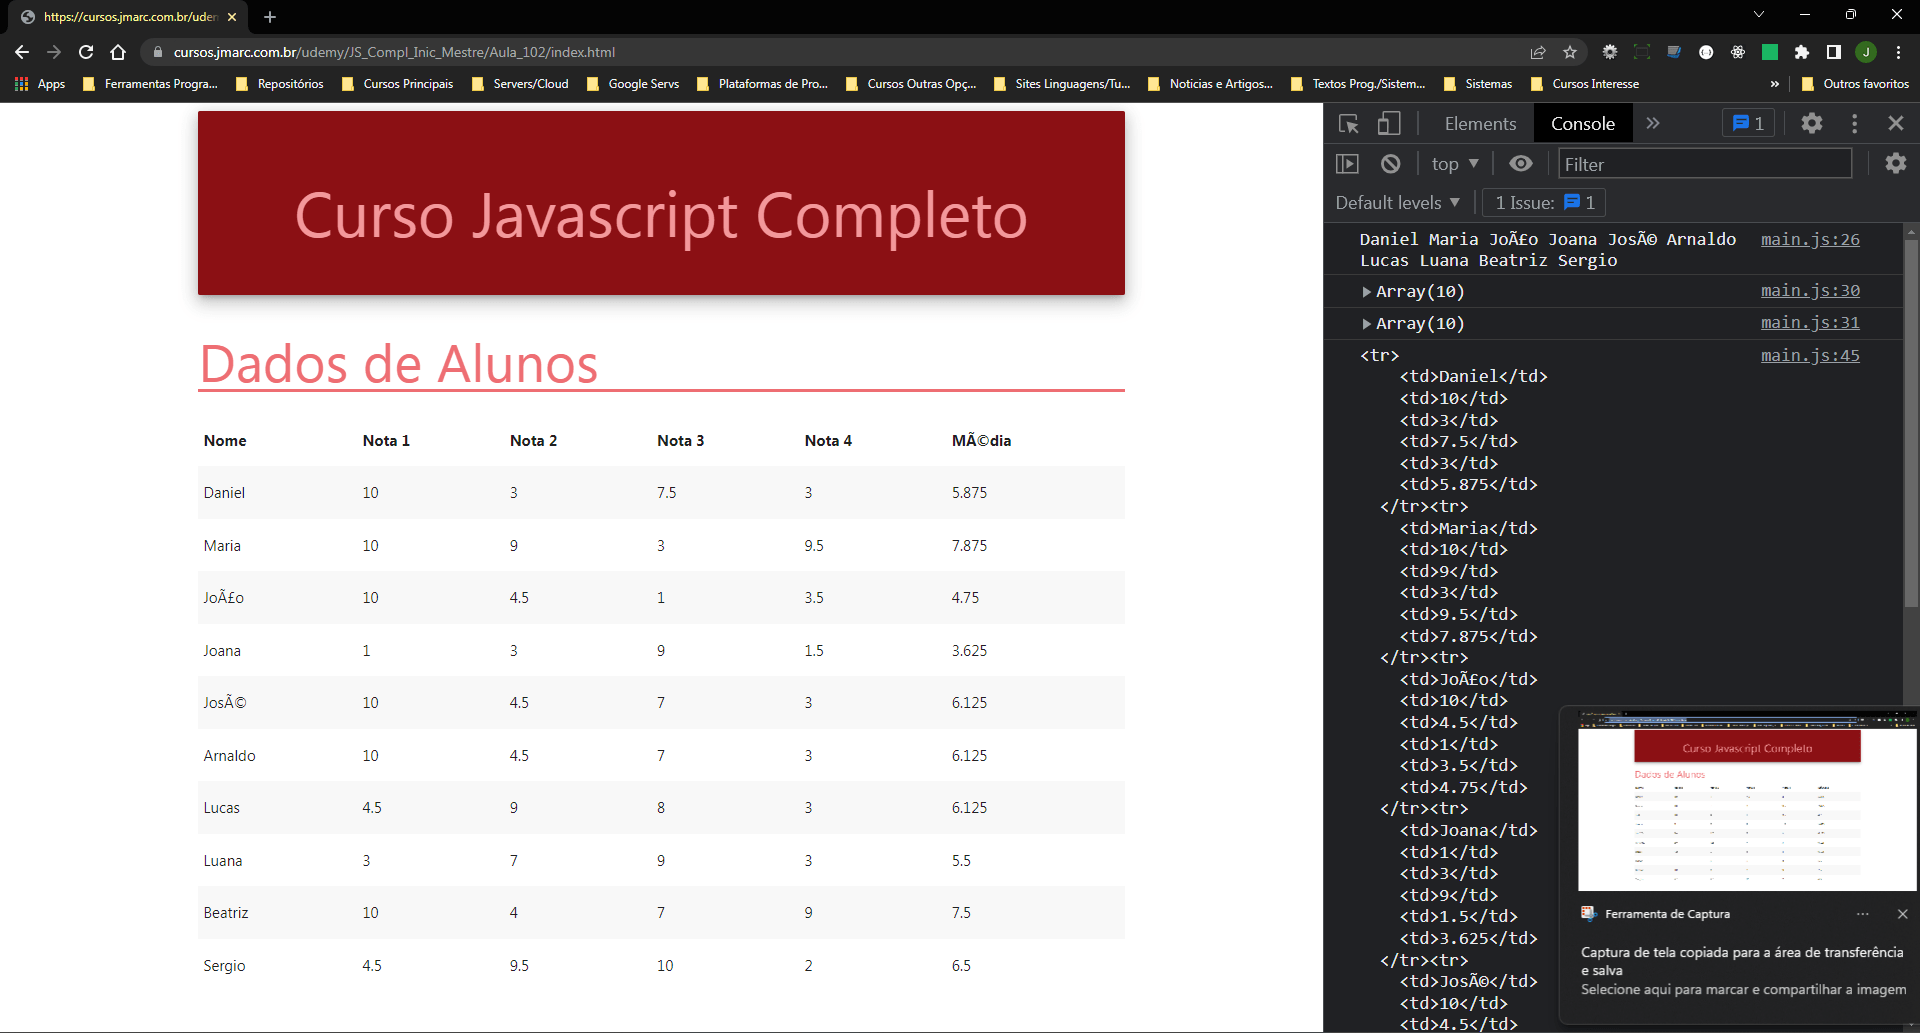 https://cursos.jmarc.com.br/uden
cursos.jmarc.com.br/udemy/JS_Compl_Inic_Mestre/Aula_102/index.html
J
Apps Ferramentas Progra... Repositórios Cursos Principais Servers/Cloud Google Servs Plataformas de Pro... Cursos Outras Opç... Sites Linguagens/Tu... Noticias e Artigos... Textos Prog./Sistem... Sistemas Cursos Interesse » Outros favoritos
Curso Javascript Completo
Dados de Alunos
Nome Nota 1 Nota 2 Nota 3 Nota 4 MÃ©dia
Daniel 10 3 7.5 3 5.875
Maria 10 9 3 9.5 7.875
JoÃ£o 10 4.5 1 3.5 4.75
Joana 1 3 9 1.5 3.625
JosÃ© 10 4.5 7 3 6.125
Arnaldo 10 4.5 7 3 6.125
Lucas 4.5 9 8 3 6.125
Luana 3 7 9 3 5.5
Beatriz 10 4 7 9 7.5
Sergio 4.5 9.5 10 2 6.5
Elements Console » 1
top Filter
Default levels 1 Issue: 1
Daniel Maria JoÃ£o Joana JosÃ© Arnaldo main.js:26
Lucas Luana Beatriz Sergio
Array(10) main.js:30
Array(10) main.js:31
<tr> main.js:45
<td>Daniel</td>
<td>10</td>
<td>3</td>
<td>7.5</td>
<td>3</td>
<td>5.875</td>
</tr><tr>
<td>Maria</td>
<td>10</td>
<td>9</td>
<td>3</td>
<td>9.5</td>
<td>7.875</td>
</tr><tr>
<td>JoÃ£o</td>
<td>10</td>
<td>4.5</td>
<td>1</td>
<td>3.5</td>
<td>4.75</td>
</tr><tr>
<td>Joana</td>
<td>1</td>
<td>3</td>
<td>9</td>
<td>1.5</td>
<td>3.625</td>
</tr><tr>
<td>JosÃ©</td>
<td>10</td>
<td>4.5</td>
Curso Javascript Completo
Dados de Alunos
Ferramenta de Captura
Captura de tela copiada para a área de transferência
e salva
Selecione aqui para marcar e compartilhar a imagem